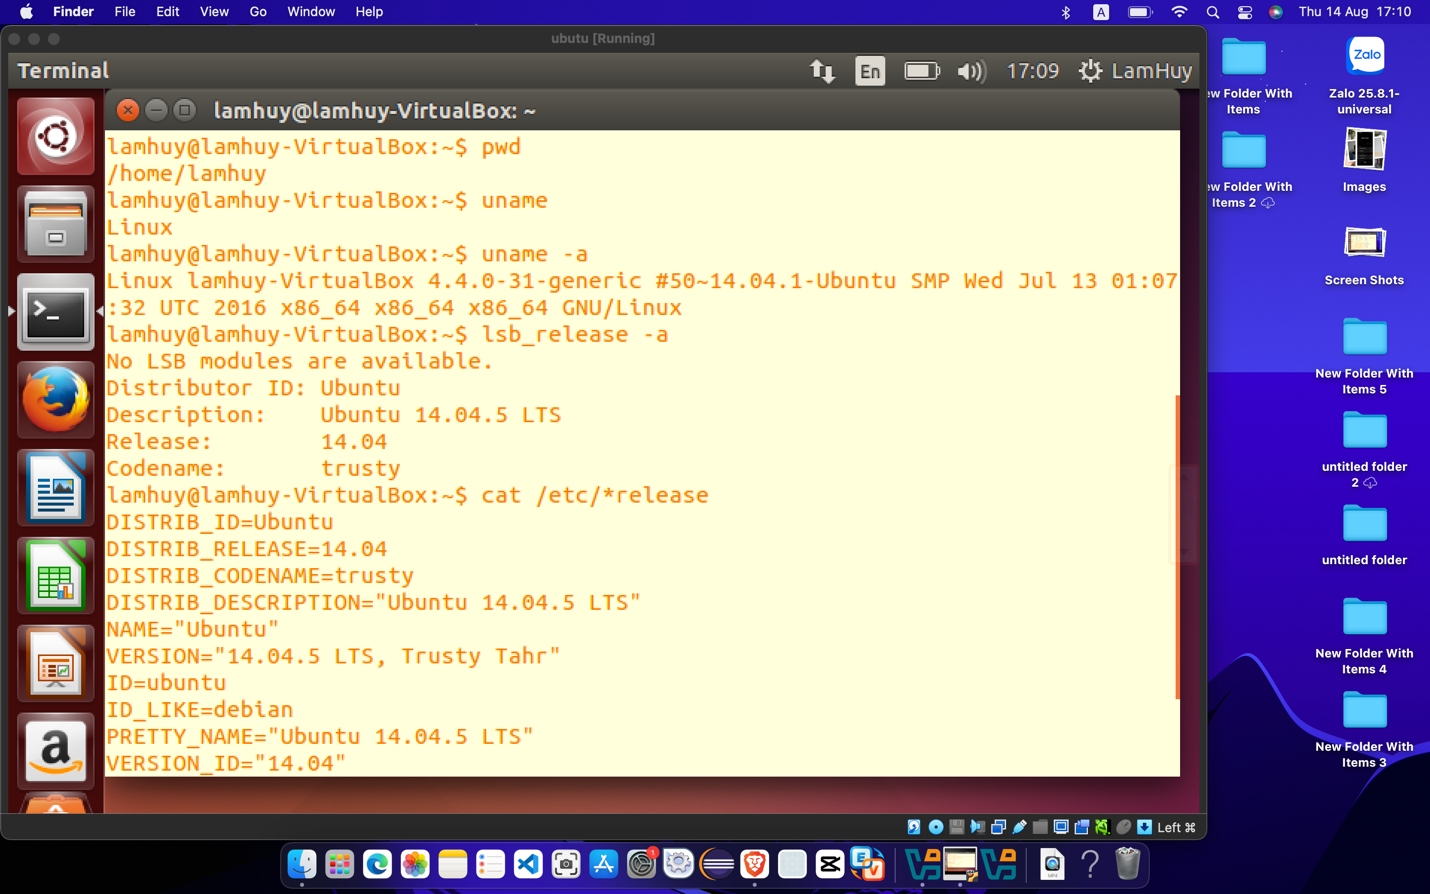 Finder File Edit View Go Window Help
A
Thu 14 Aug 17:10
ubutu [Running]
Terminal
En
17:09
LamHuy
lamhuy@lamhuy-VirtualBox: ~
lamhuy@lamhuy-VirtualBox:~$ pwd
/home/lamhuy
lamhuy@lamhuy-VirtualBox:~$ uname
Linux
lamhuy@lamhuy-VirtualBox:~$ uname -a
Linux lamhuy-VirtualBox 4.4.0-31-generic #50~14.04.1-Ubuntu SMP Wed Jul 13 01:07
:32 UTC 2016 x86_64 x86_64 x86_64 GNU/Linux
lamhuy@lamhuy-VirtualBox:~$ lsb_release -a
No LSB modules are available.
Distributor ID: Ubuntu
Description:    Ubuntu 14.04.5 LTS
Release:        14.04
Codename:       trusty
lamhuy@lamhuy-VirtualBox:~$ cat /etc/*release
DISTRIB_ID=Ubuntu
DISTRIB_RELEASE=14.04
DISTRIB_CODENAME=trusty
DISTRIB_DESCRIPTION="Ubuntu 14.04.5 LTS"
NAME="Ubuntu"
VERSION="14.04.5 LTS, Trusty Tahr"
ID=ubuntu
ID_LIKE=debian
PRETTY_NAME="Ubuntu 14.04.5 LTS"
VERSION_ID="14.04"
Left ⌘
ew Folder With
Items
Zalo
Zalo 25.8.1-
universal
ew Folder With
Items 2
Images
Screen Shots
New Folder With
Items 5
untitled folder
2
untitled folder
New Folder With
Items 4
New Folder With
Items 3
1